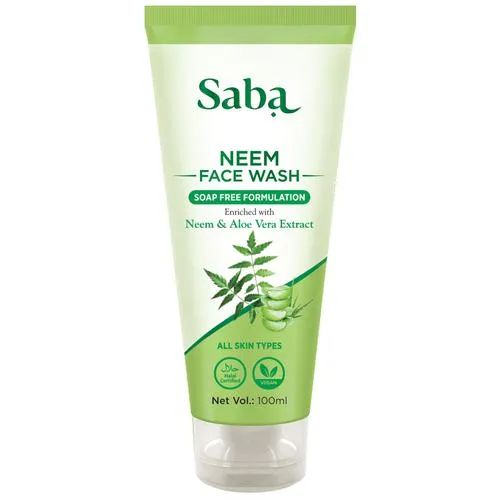 Saba
NEEM
FACE WASH
SOAP FREE FORMULATION
Enriched with
Neem & Aloe Vera Extract
ALL SKIN TYPES
حلال
Halal
Certified
VEGAN
Net Vol.: 100ml